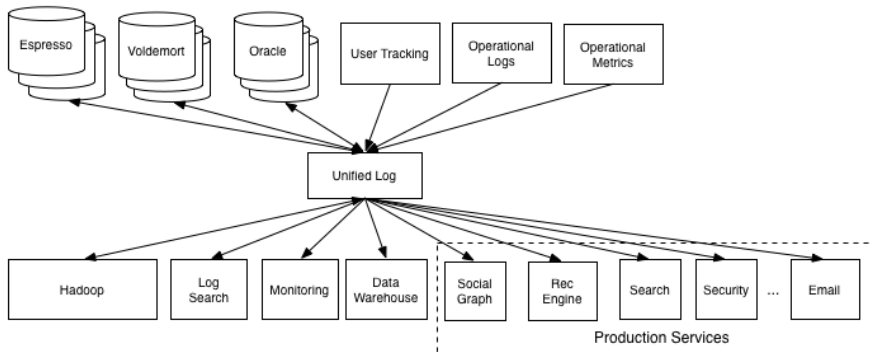 Espresso
Voldemort
Oracle
User Tracking
Operational
Logs
Operational
Metrics
Unified Log
Hadoop
Log
Search
Monitoring
Data
Warehouse
Social
Graph
Rec
Engine
Search
Security
...
Email
Production Services